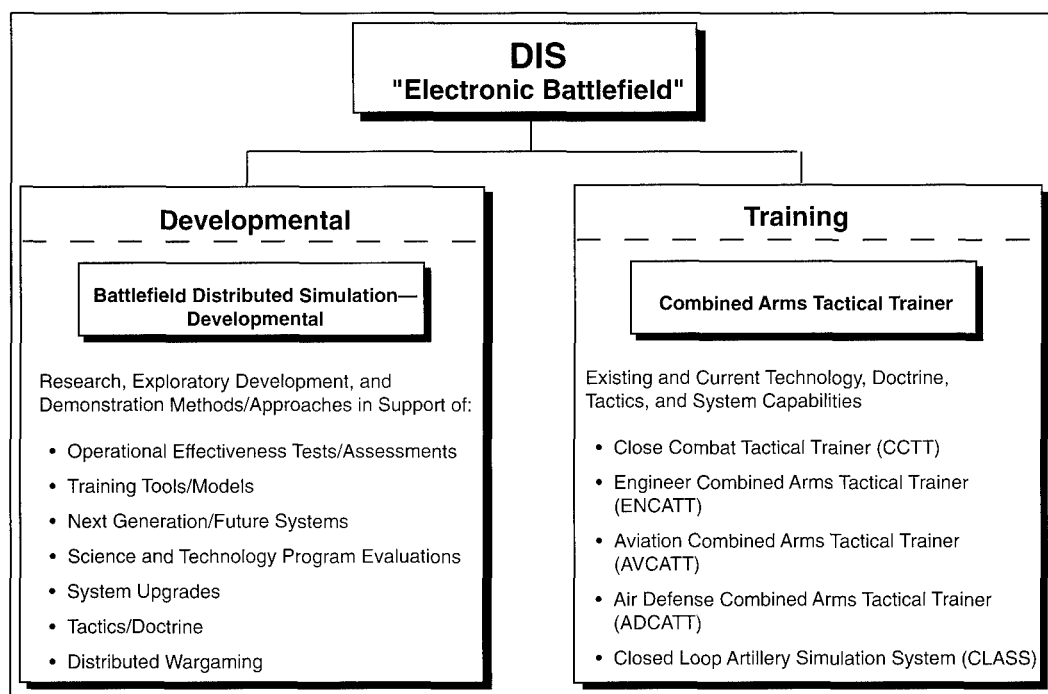 DIS
"Electronic Battlefield"
Developmental
Battlefield Distributed Simulation—
Developmental
Research, Exploratory Development, and
Demonstration Methods/Approaches in Support of:
• Operational Effectiveness Tests/Assessments
• Training Tools/Models
• Next Generation/Future Systems
• Science and Technology Program Evaluations
• System Upgrades
• Tactics/Doctrine
• Distributed Wargaming
Training
Combined Arms Tactical Trainer
Existing and Current Technology, Doctrine,
Tactics, and System Capabilities
• Close Combat Tactical Trainer (CCTT)
• Engineer Combined Arms Tactical Trainer
(ENCATT)
• Aviation Combined Arms Tactical Trainer
(AVCATT)
• Air Defense Combined Arms Tactical Trainer
(ADCATT)
• Closed Loop Artillery Simulation System (CLASS)